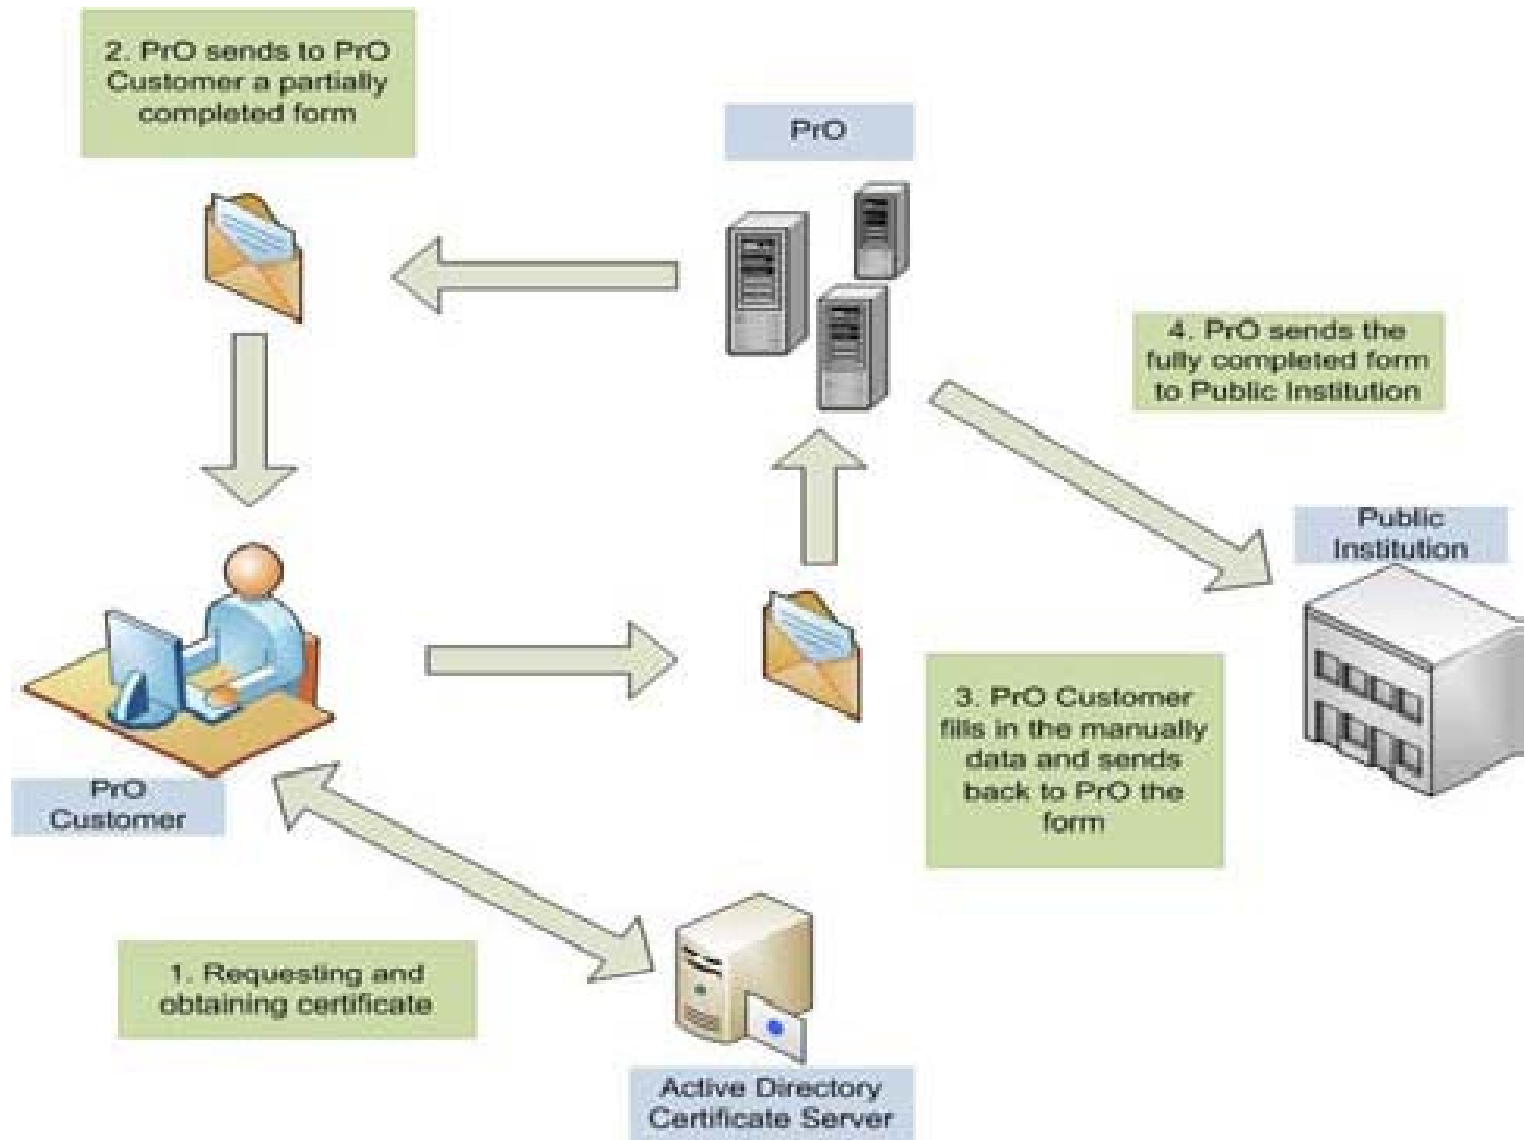 2. PrO sends to PrO
Customer a partially
completed form
PrO
4. PrO sends the
fully completed form
to Public Institution
Public
Institution
3. PrO Customer
fills in the manually
data and sends
back to PrO the
form
PrO
Customer
1. Requesting and
obtaining certificate
Active Directory
Certificate Server